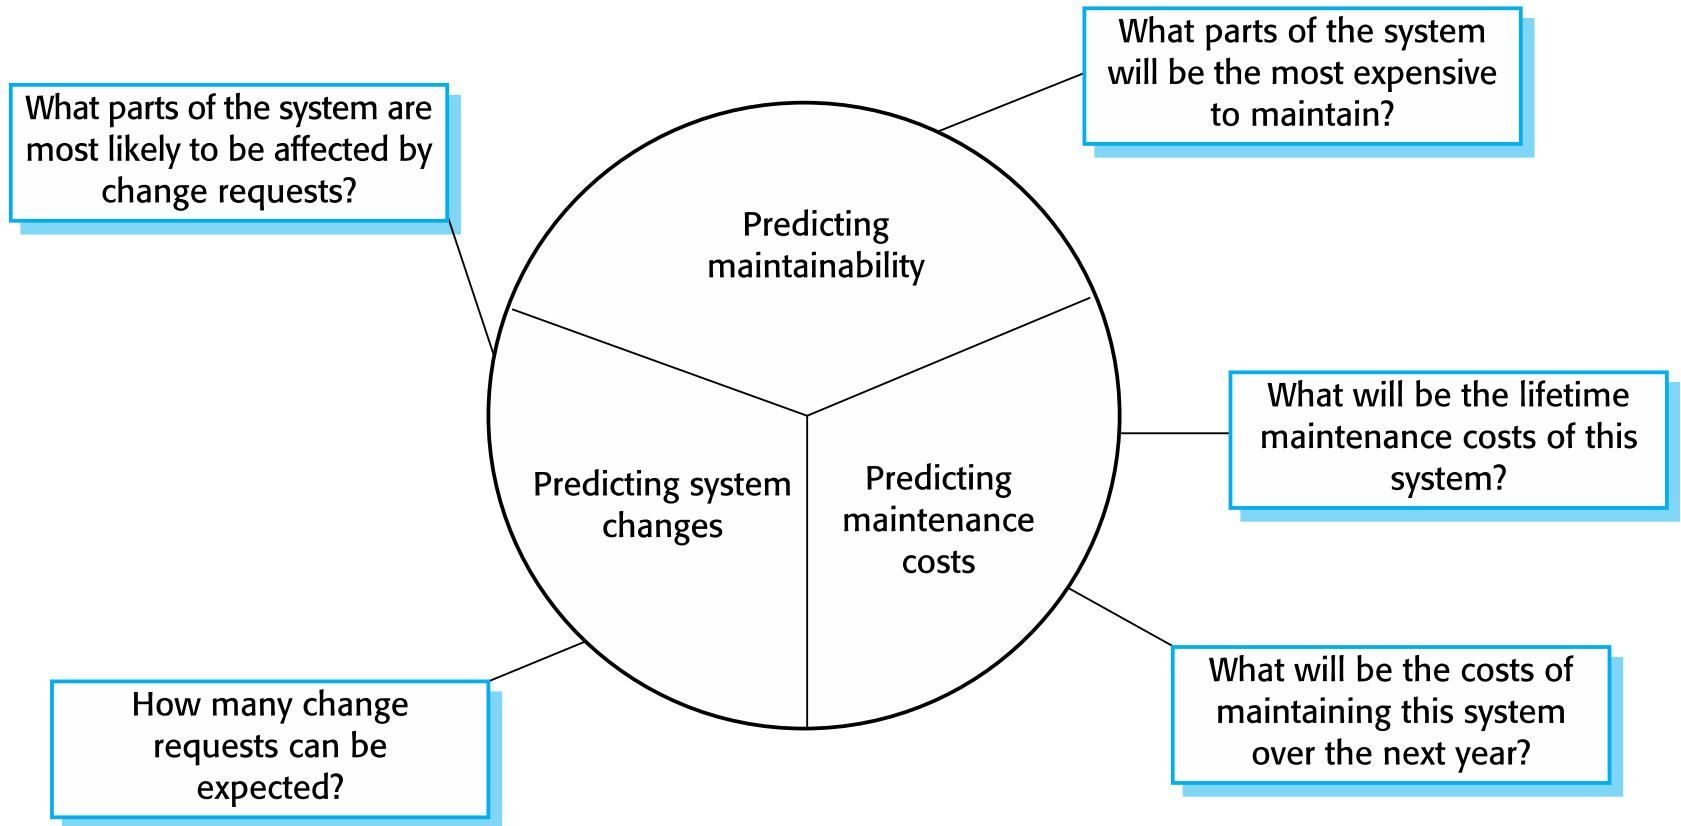 What parts of the system
will be the most expensive
to maintain?
What parts of the system are
most likely to be affected by
change requests?
Predicting
maintainability
What will be the lifetime
maintenance costs of this
system?
Predicting system
changes
Predicting
maintenance
costs
What will be the costs of
maintaining this system
over the next year?
How many change
requests can be
expected?